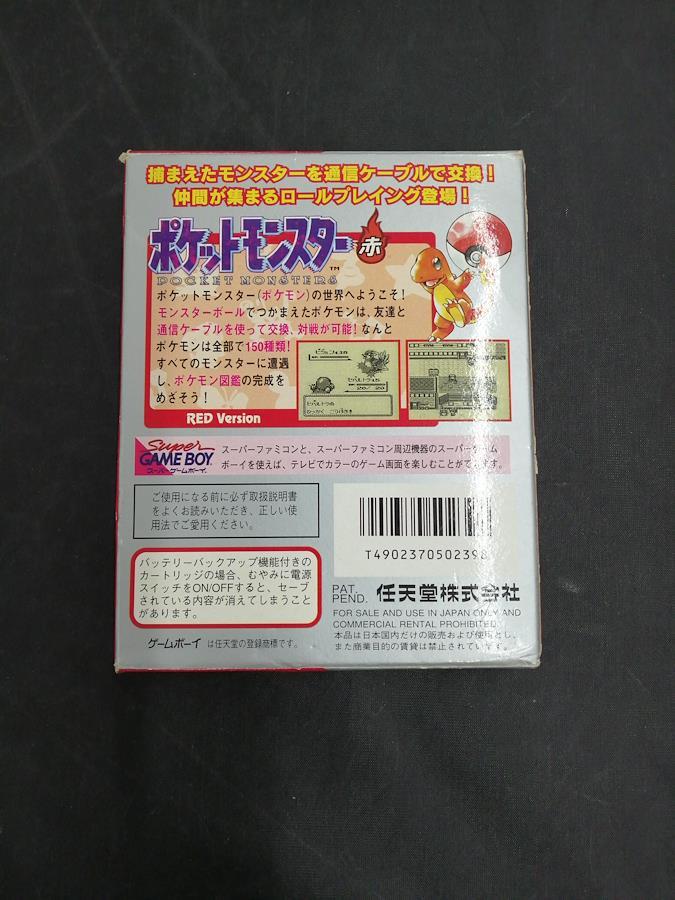 捕まえたモンスターを通信ケーブルで交換！
仲間が集まるロールプレイング登場！
ポケットモンスター 赤
POCKET MONSTERS TM
ポケットモンスター(ポケモン)の世界へようこそ！
モンスターボールでつかまえたポケモンは、友達と
通信ケーブルを使って交換、対戦が可能！なんと
ポケモンは全部で150種類！
すべてのモンスターに遭遇
し、ポケモン図鑑の完成を
めざそう！
RED Version
Super
GAME BOY
スーパーゲームボーイ
スーパーファミコンと、スーパーファミコン周辺機器のスーパーゲーム
ボーイを使えば、テレビでカラーのゲーム画面を楽しむことができます。
ご使用になる前に必ず取扱説明書
をよくお読みいただき、正しい使
用法でご愛用ください。
T4902370502398
バッテリーバックアップ機能付きの
カートリッジの場合、むやみに電源
スイッチをON/OFFすると、セーブ
されている内容が消えてしまうこと
があります。
PAT.
PEND. 任天堂株式会社
FOR SALE AND USE IN JAPAN ONLY AND
COMMERCIAL RENTAL PROHIBITED.
本品は日本国内だけの販売および使用とし、
また商業目的の賃貸は禁止されています。
ゲームボーイ は任天堂の登録商標です。